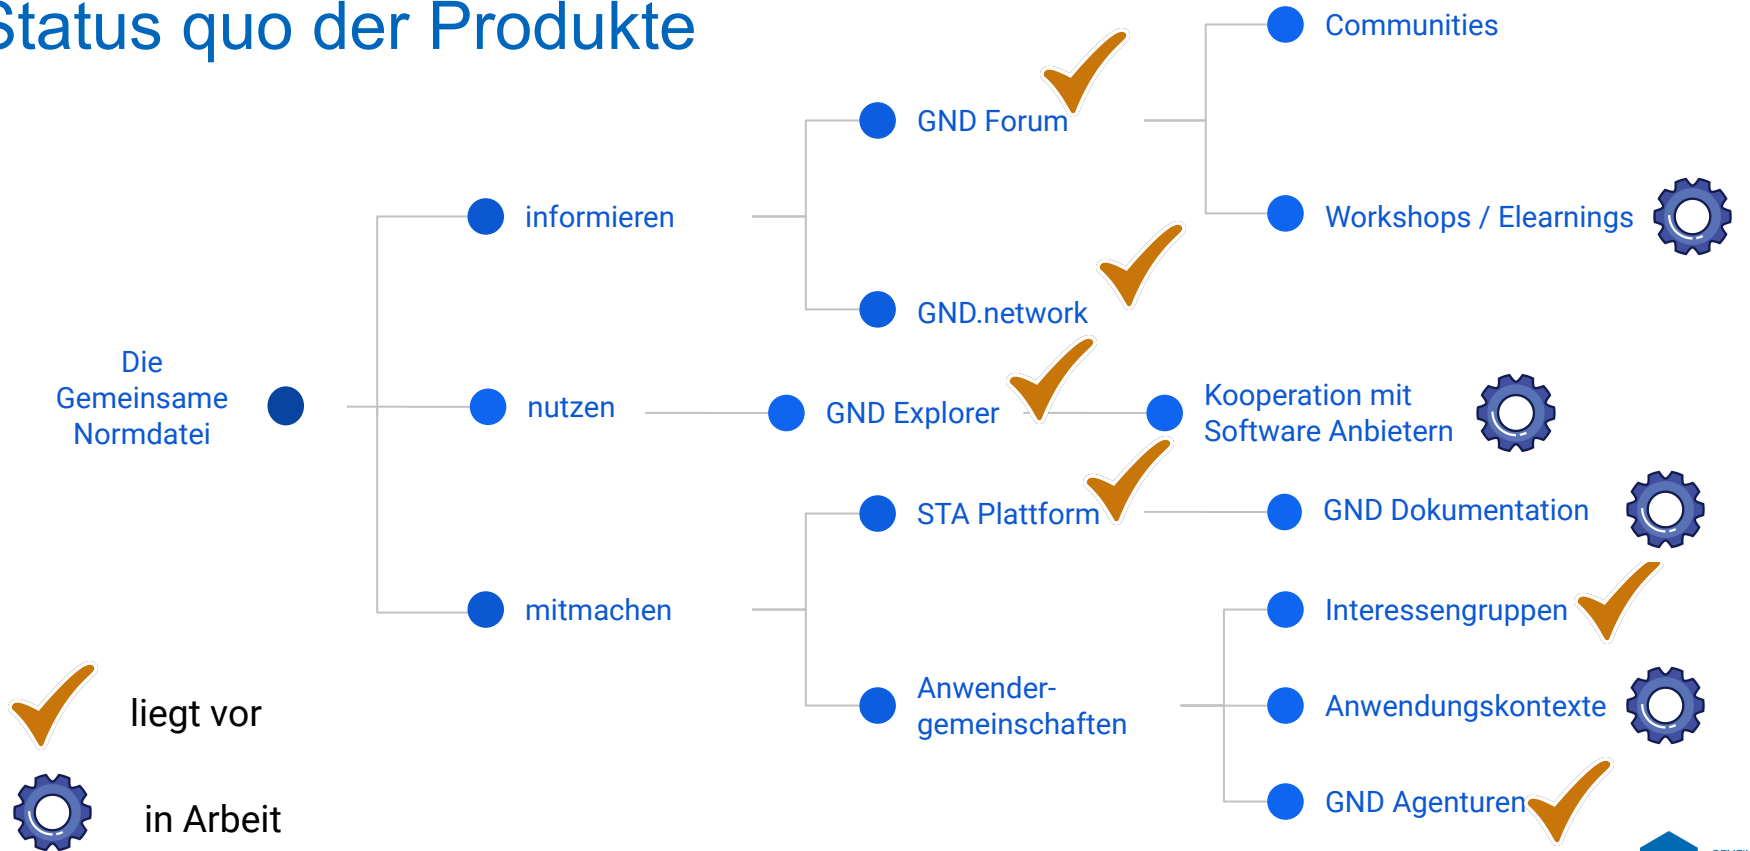 Status quo der Produkte
Communities
GND Forum
informieren
Workshops / Elearnings
GND.network
Die
Gemeinsame
Normdatei
nutzen
GND Explorer
Kooperation mit
Software Anbietern
STA Plattform
GND Dokumentation
mitmachen
Interessengruppen
Anwender-
gemeinschaften
Anwendungskontexte
GND Agenturen
liegt vor
in Arbeit